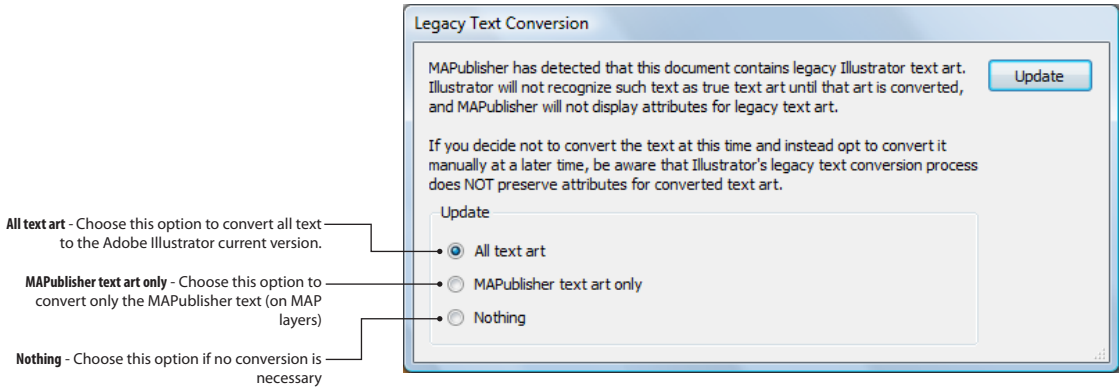 Legacy Text Conversion
MAPublisher has detected that this document contains legacy Illustrator text art.
Illustrator will not recognize such text as true text art until that art is converted,
and MAPublisher will not display attributes for legacy text art.
Update
If you decide not to convert the text at this time and instead opt to convert it
manually at a later time, be aware that Illustrator's legacy text conversion process
does NOT preserve attributes for converted text art.
Update
All text art
MAPublisher text art only
Nothing
All text art - Choose this option to convert all text
to the Adobe Illustrator current version.
MAPublisher text art only - Choose this option to
convert only the MAPublisher text (on MAP
layers)
Nothing - Choose this option if no conversion is
necessary